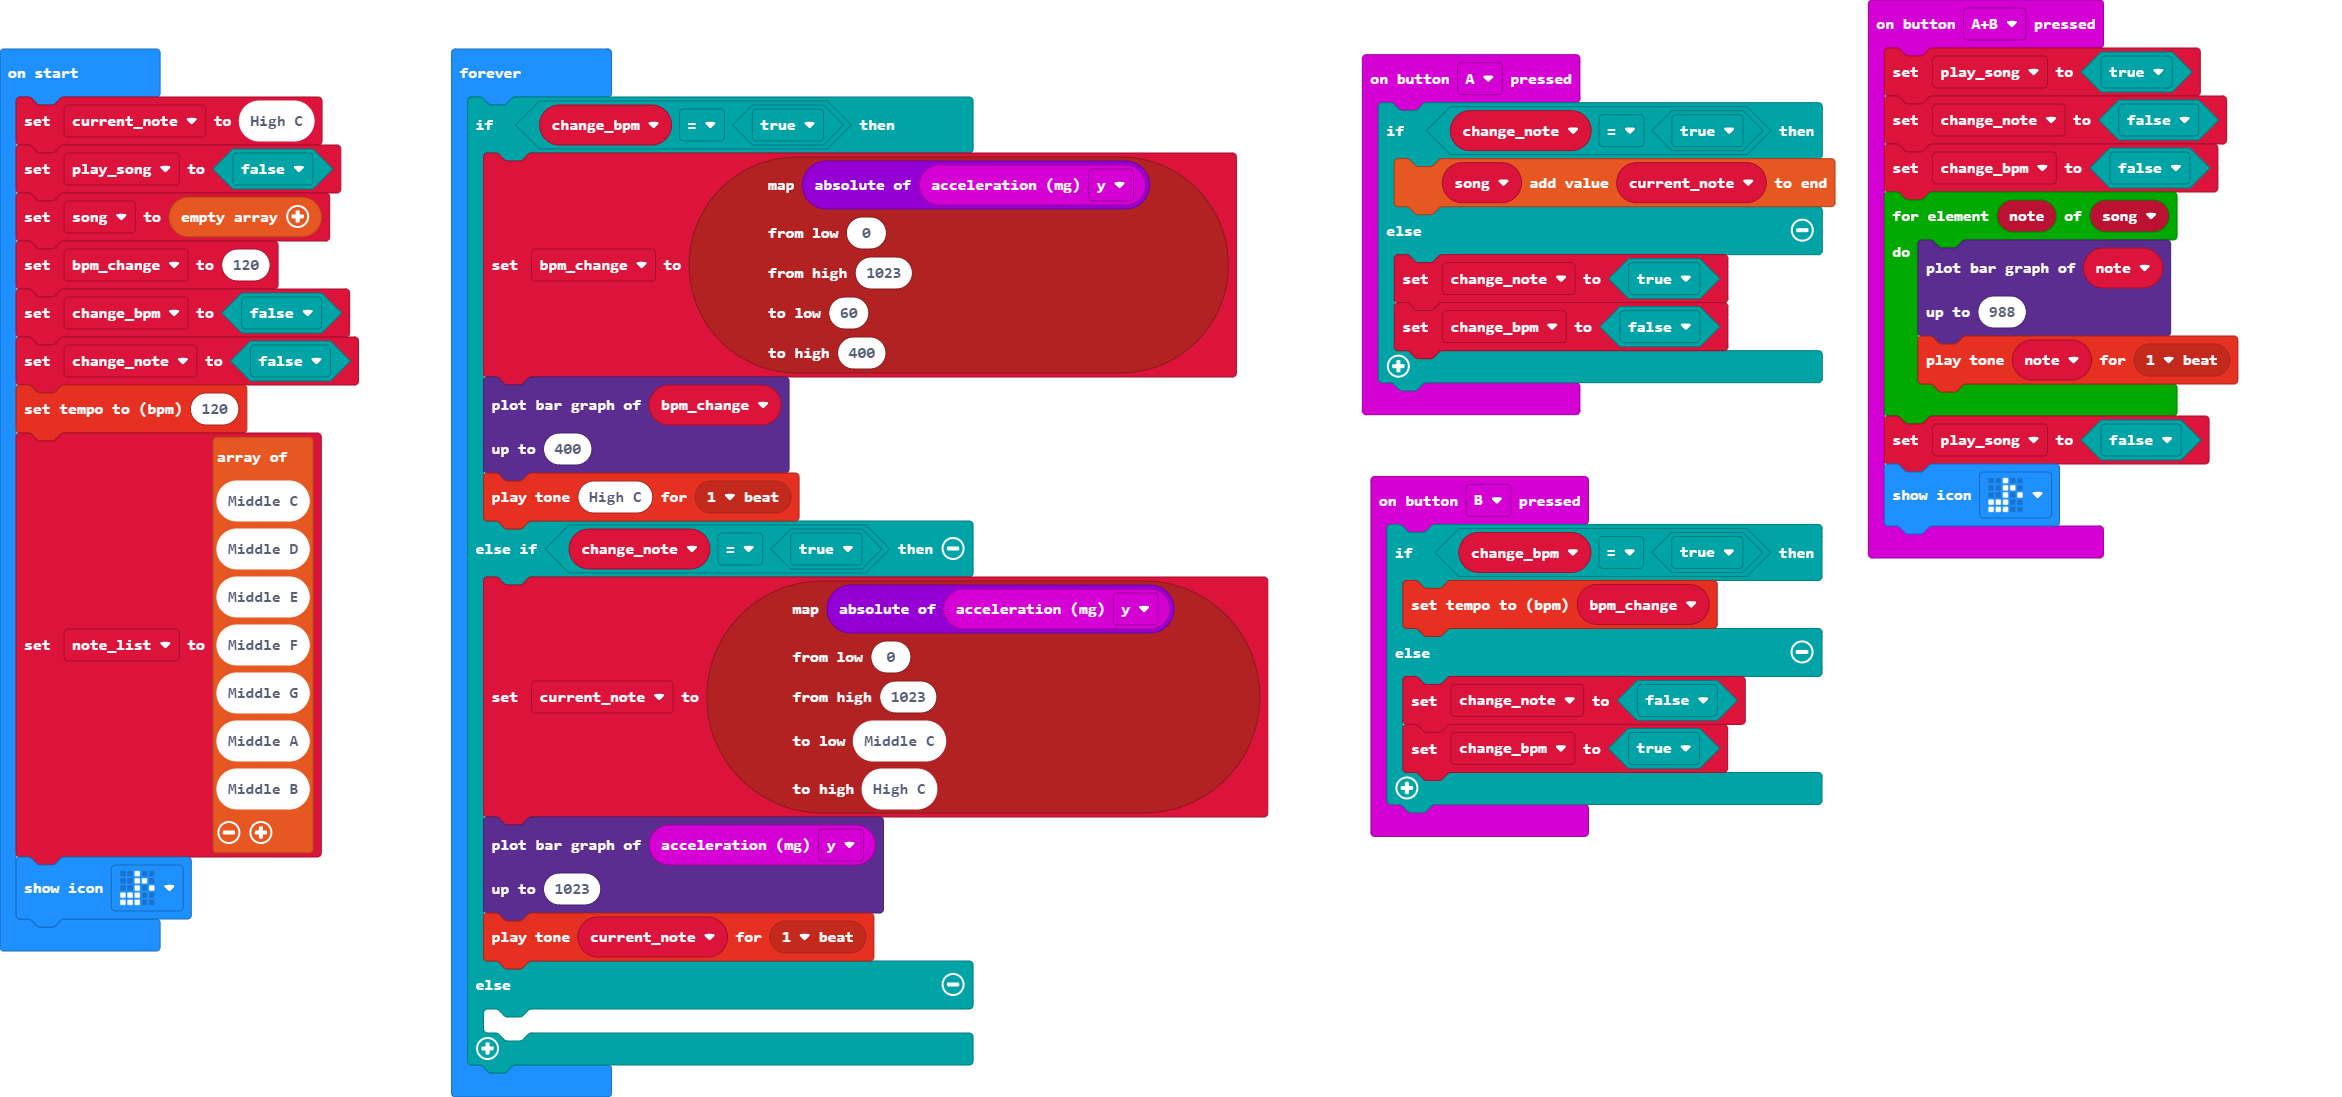 on start
set current_note to High C
set play_song to false
set song to empty array
set bpm_change to 120
set change_bpm to false
set change_note to false
set tempo to (bpm) 120
set note_list to array of
Middle C
Middle D
Middle E
Middle F
Middle G
Middle A
Middle B
show icon
forever
if change_bpm = true then
set bpm_change to map absolute of acceleration (mg) y
from low 0
from high 1023
to low 60
to high 400
plot bar graph of bpm_change
up to 400
play tone High C for 1 beat
else if change_note = true then
set current_note to map absolute of acceleration (mg) y
from low 0
from high 1023
to low Middle C
to high High C
plot bar graph of acceleration (mg) y
up to 1023
play tone current_note for 1 beat
else
on button A pressed
if change_note = true then
song add value current_note to end
else
set change_note to true
set change_bpm to false
on button B pressed
if change_bpm = true then
set tempo to (bpm) bpm_change
else
set change_note to false
set change_bpm to true
on button A+B pressed
set play_song to true
set change_note to false
set change_bpm to false
for element note of song
do
plot bar graph of note
up to 988
play tone note for 1 beat
set play_song to false
show icon